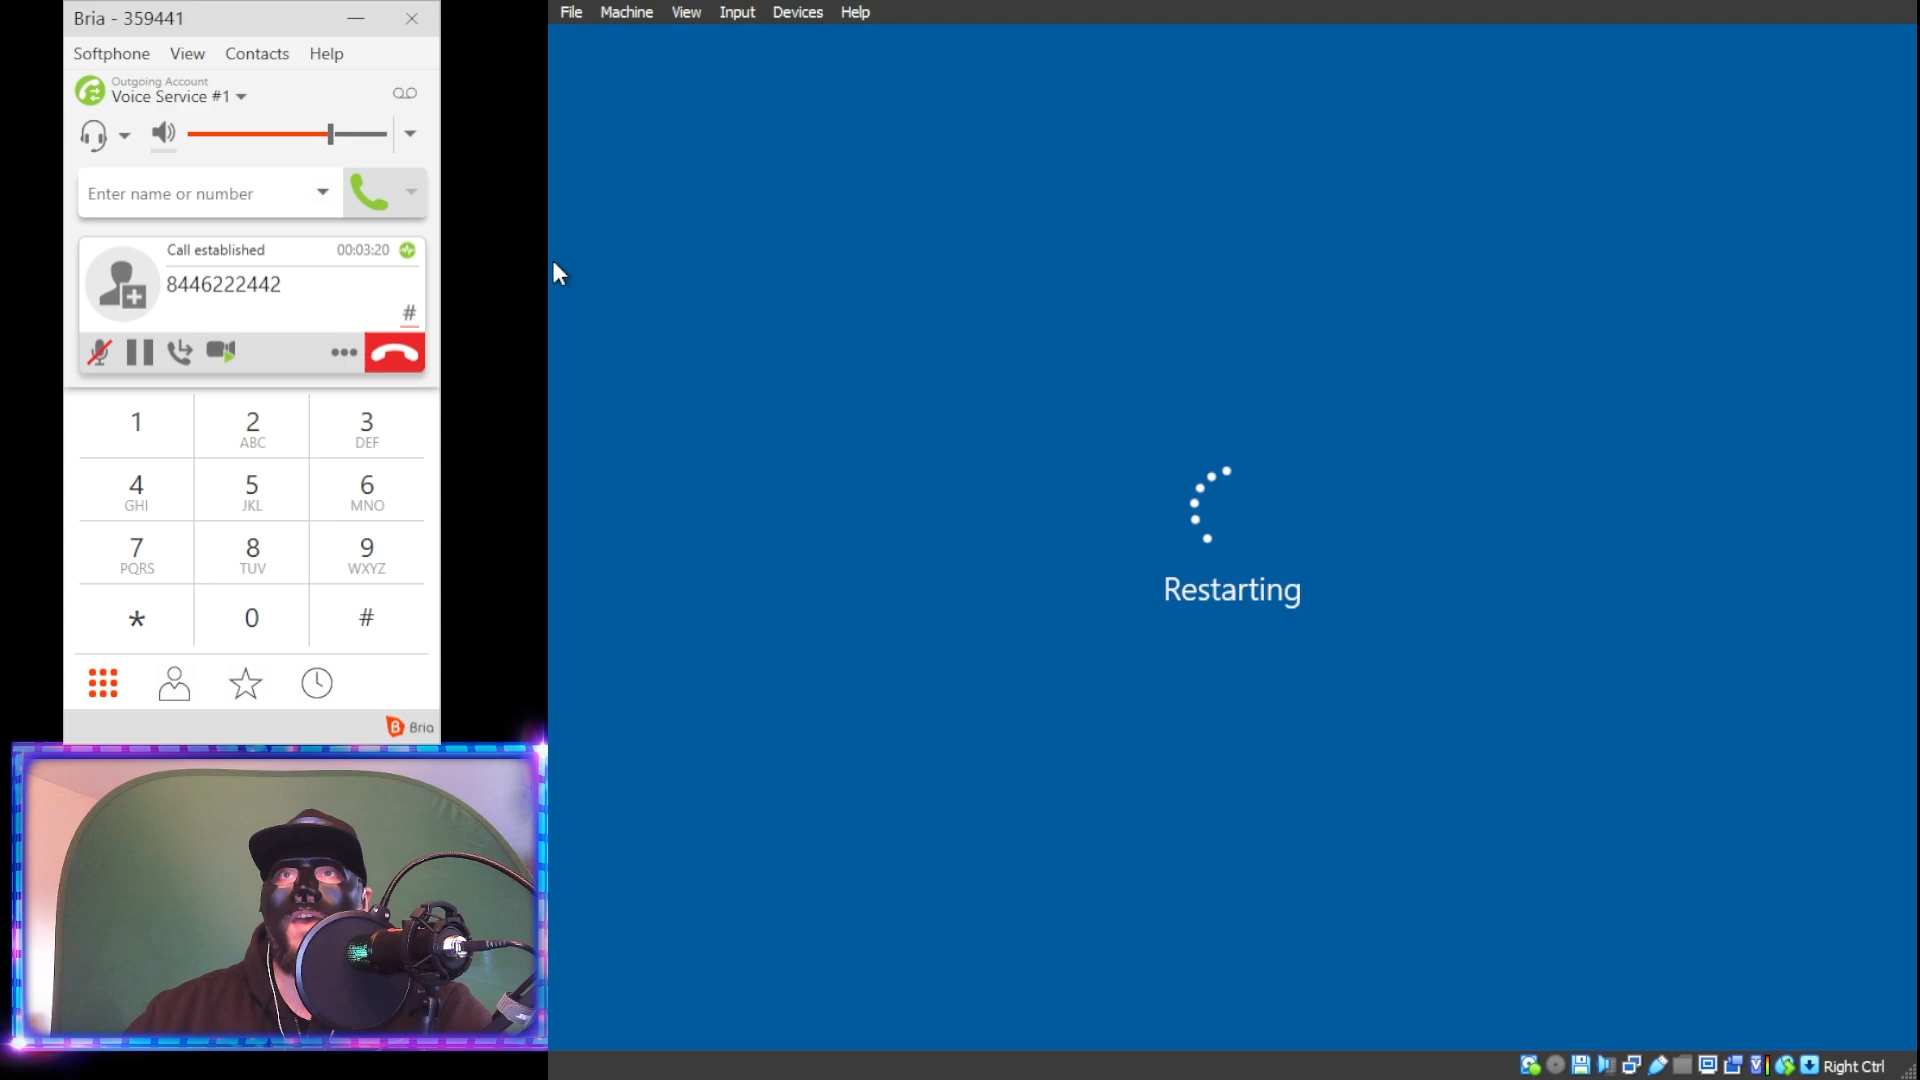 Bria - 359441
Softphone View Contacts Help
Outgoing Account
Voice Service #1
Enter name or number
Call established 00:03:20
8446222442
#
1 2 3
ABC DEF
4 5 6
GHI JKL MNO
7 8 9
PQRS TUV WXYZ
* 0 #
Bria
File Machine View Input Devices Help
Restarting
Right Ctrl